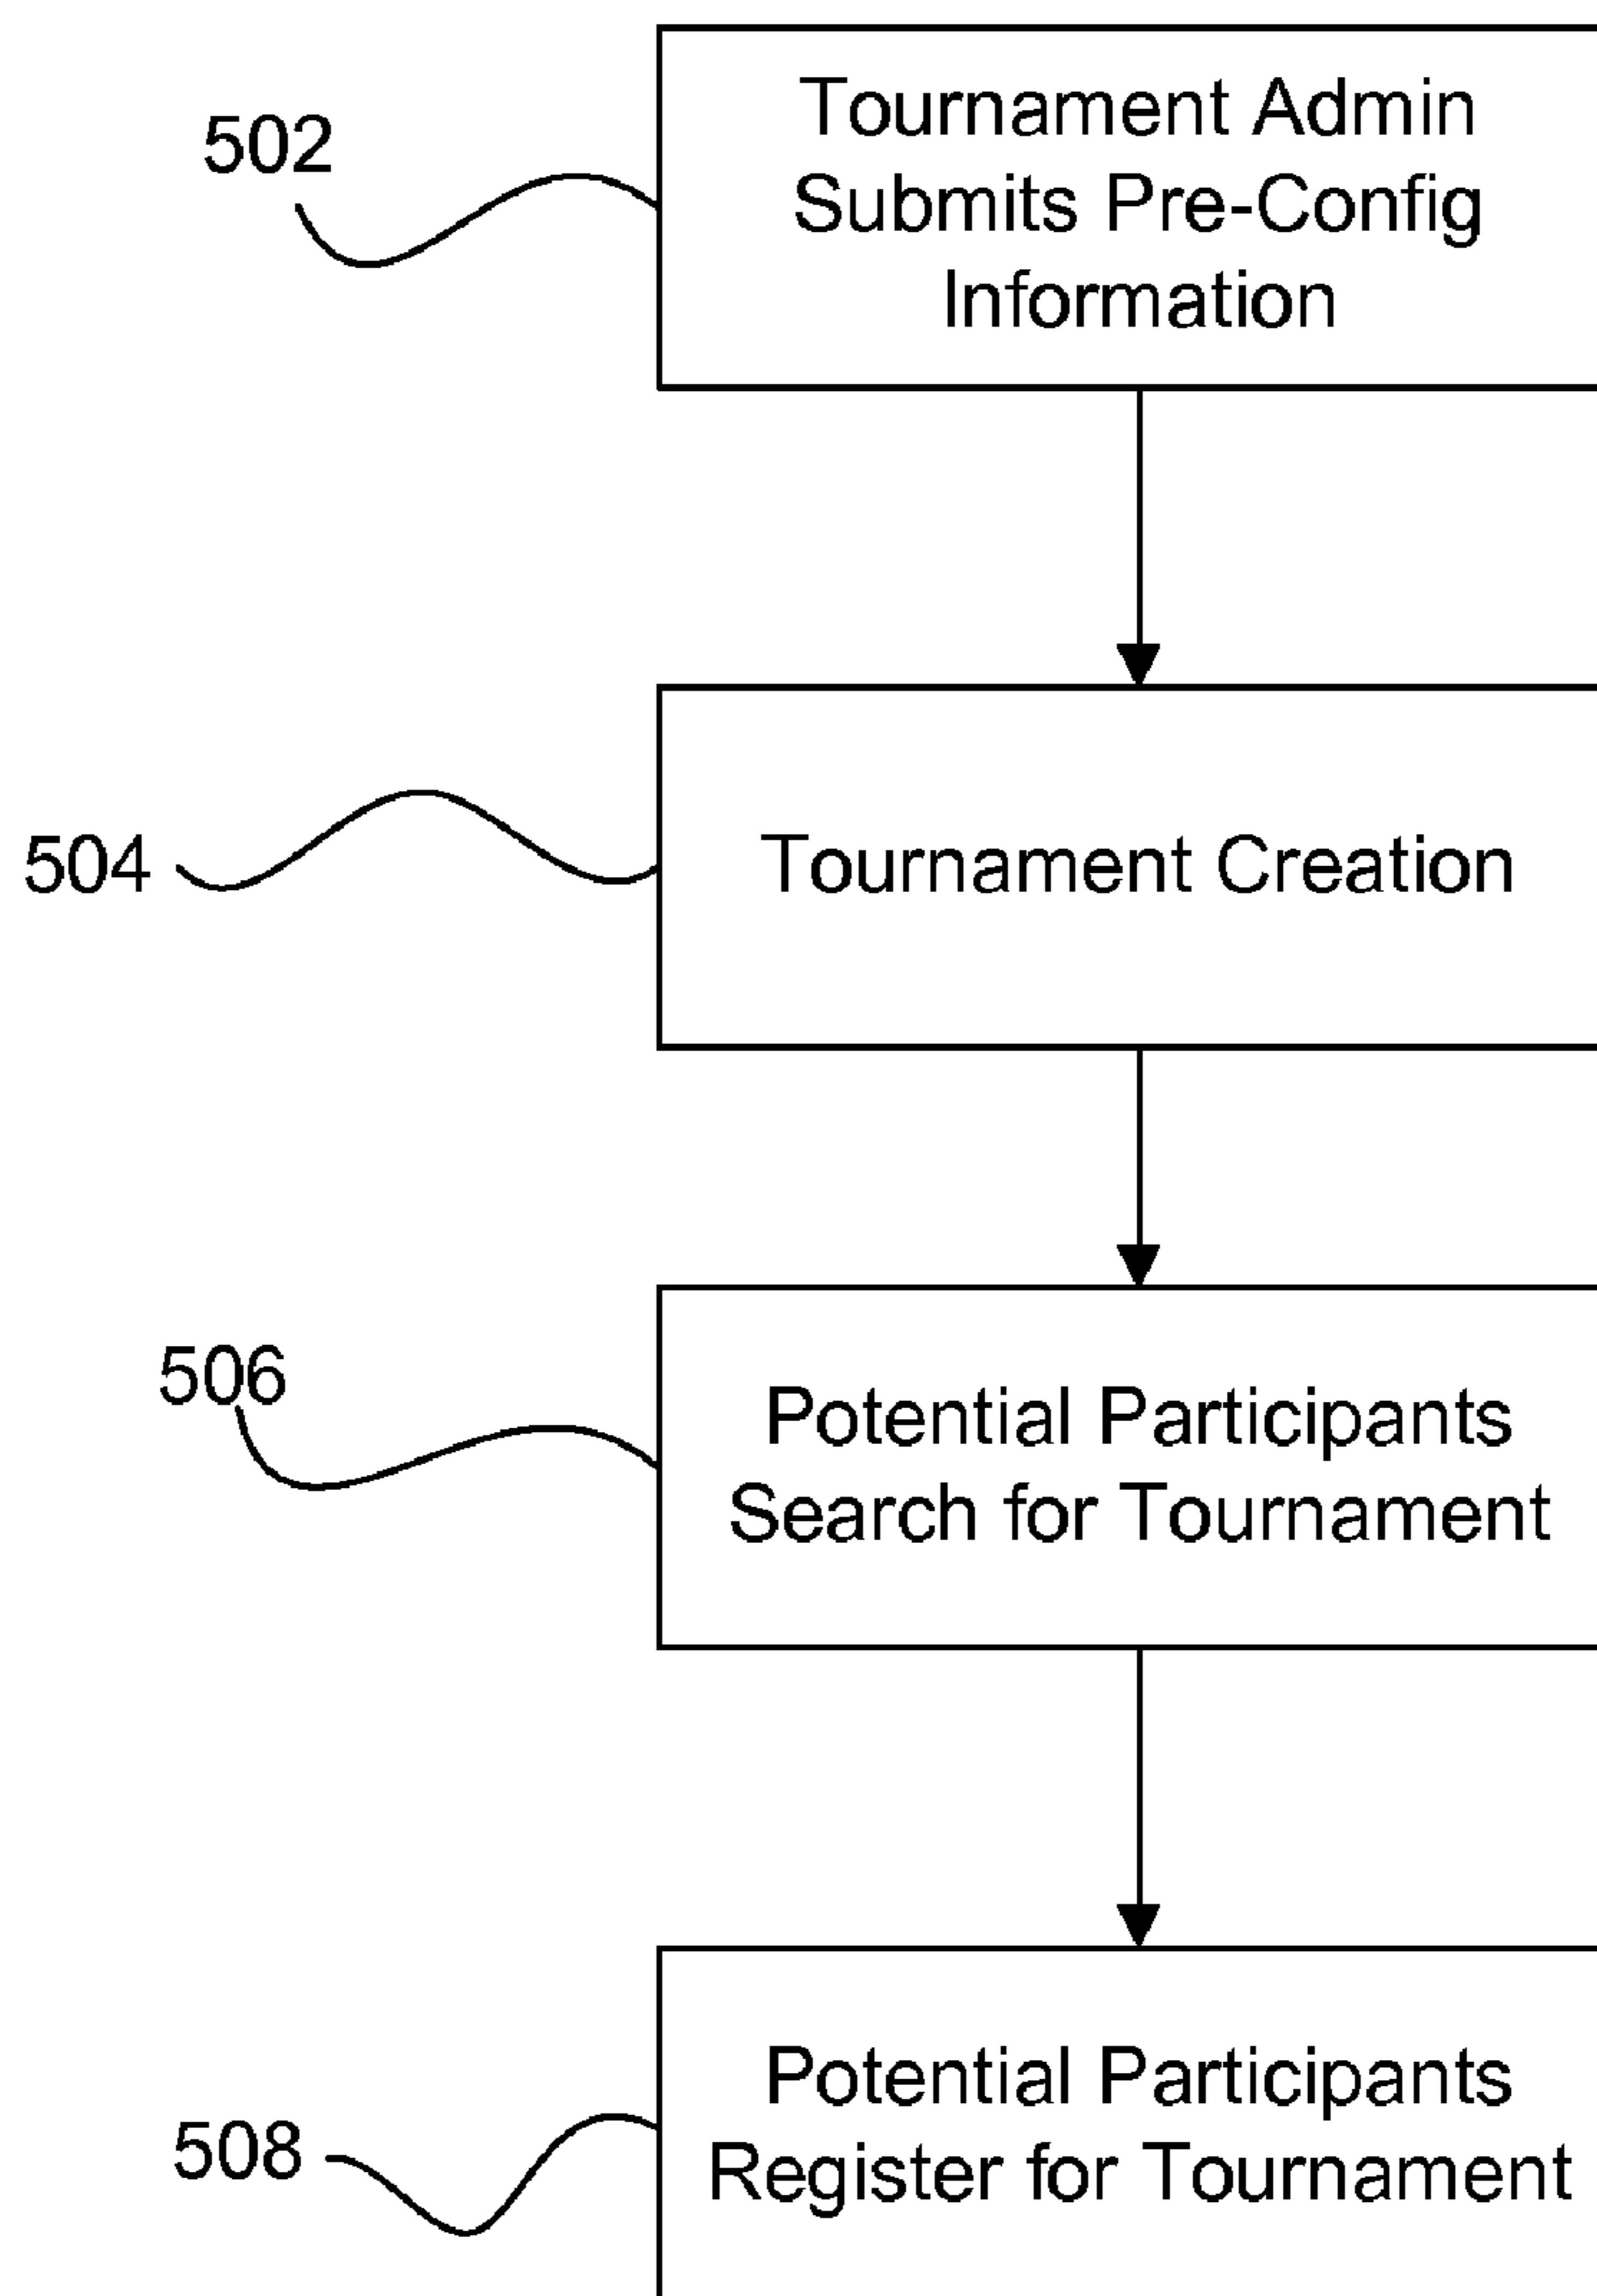 502
Tournament Admin
Submits Pre-Config
Information
504
Tournament Creation
506
Potential Participants
Search for Tournament
508
Potential Participants
Register for Tournament